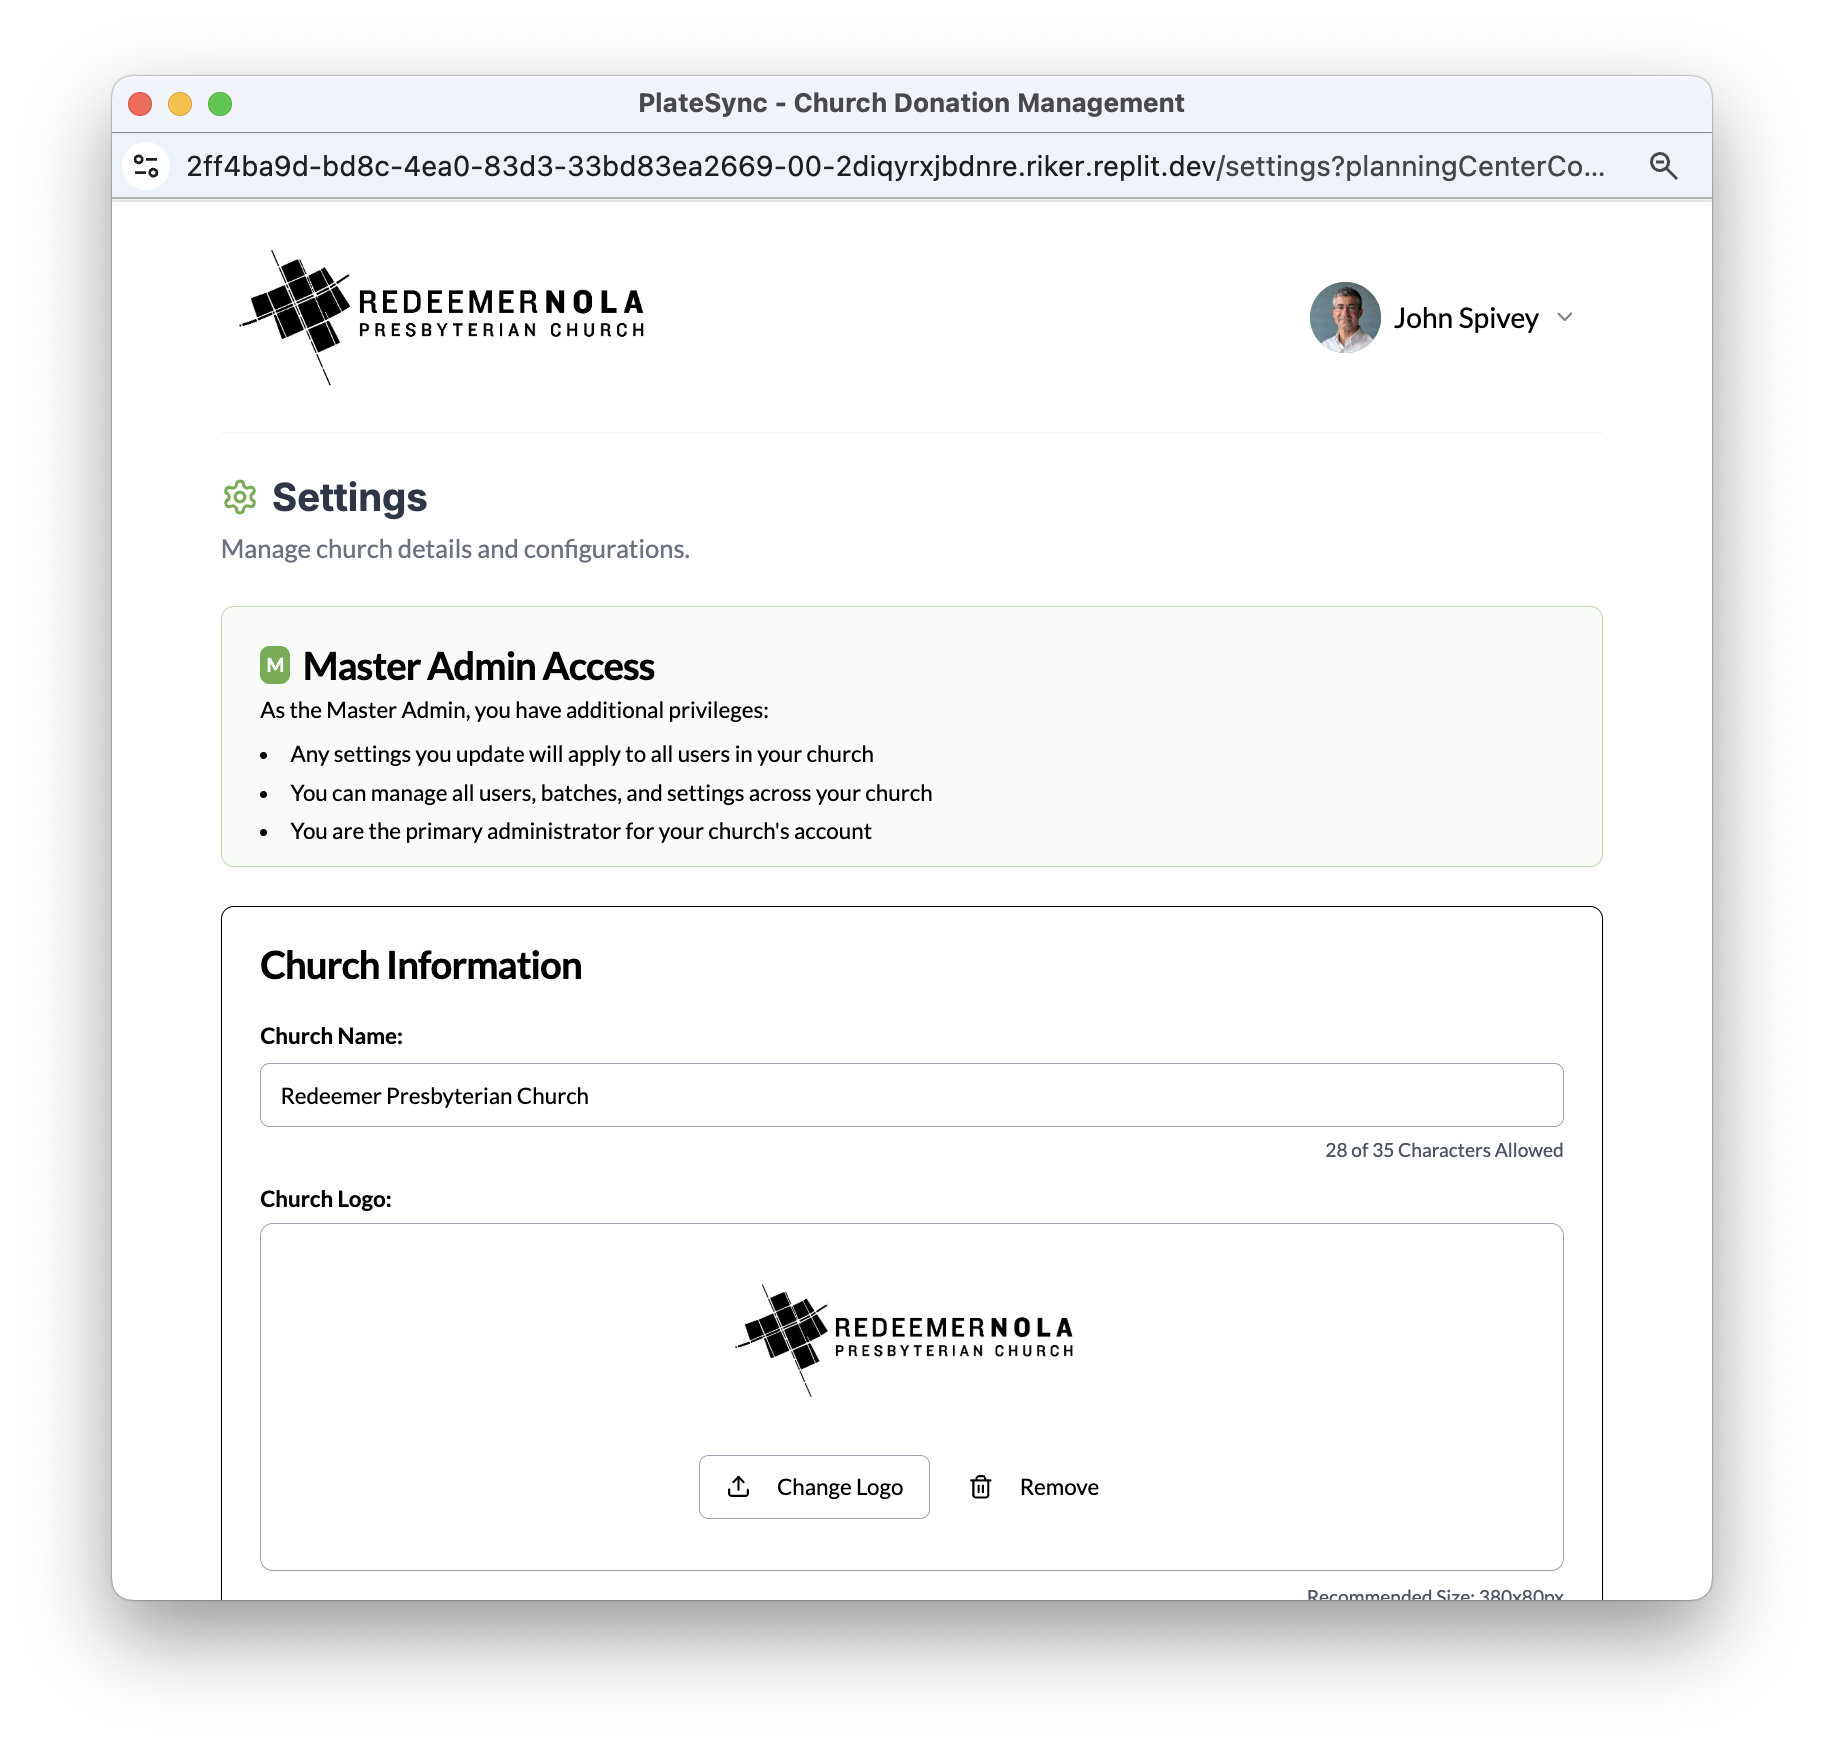 PlateSync - Church Donation Management
2ff4ba9d-bd8c-4ea0-83d3-33bd83ea2669-00-2diqyrxjbdnre.riker.replit.dev/settings?planningCenterCo...
REDEEMERNOLA
PRESBYTERIAN CHURCH
John Spivey
Settings
Manage church details and configurations.
M Master Admin Access
As the Master Admin, you have additional privileges:
• Any settings you update will apply to all users in your church
• You can manage all users, batches, and settings across your church
• You are the primary administrator for your church's account
Church Information
Church Name:
Redeemer Presbyterian Church
28 of 35 Characters Allowed
Church Logo:
REDEEMERNOLA
PRESBYTERIAN CHURCH
Change Logo Remove
Recommended Size: 380x80px